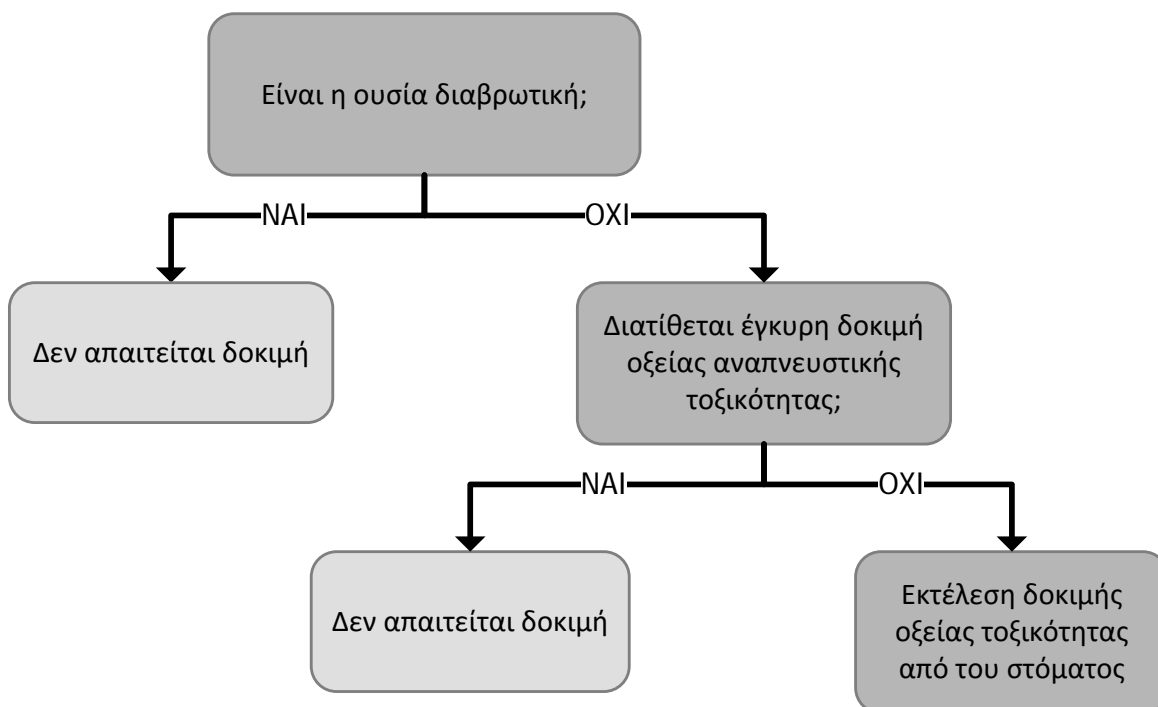 Είναι η ουσία διαβρωτική;
ΝΑΙ
ΟΧΙ
Δεν απαιτείται δοκιμή
Διατίθεται έγκυρη δοκιμή
οξείας αναπνευστικής
τοξικότητας;
ΝΑΙ
ΟΧΙ
Δεν απαιτείται δοκιμή
Εκτέλεση δοκιμής
οξείας τοξικότητας
από του στόματος